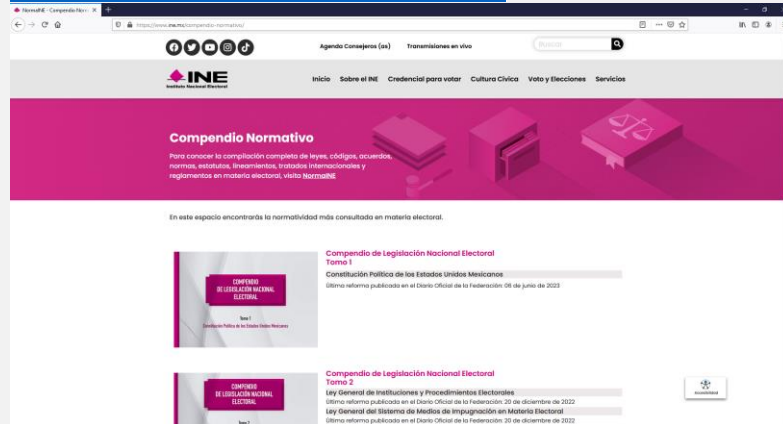 NormaINE - Compendio Norm
https://www.ine.mx/compendio-normativo/
Agenda Consejeros (as) Transmisiones en vivo Buscar
INE
Instituto Nacional Electoral
Inicio Sobre el INE Credencial para votar Cultura Cívica Voto y Elecciones Servicios
Compendio Normativo
Para conocer la compilación completa de leyes, códigos, acuerdos,
normas, estatutos, lineamientos, tratados internacionales y
reglamentos en materia electoral, visita NormaINE
En este espacio encontrarás la normatividad más consultada en materia electoral.
COMPENDIO
DE LEGISLACIÓN NACIONAL
ELECTORAL
Tomo 1
Constitución Política de los Estados Unidos Mexicanos
Compendio de Legislación Nacional Electoral
Tomo 1
Constitución Política de los Estados Unidos Mexicanos
Última reforma publicada en el Diario Oficial de la Federación: 06 de junio de 2023
COMPENDIO
DE LEGISLACIÓN NACIONAL
ELECTORAL
Tomo 2
Compendio de Legislación Nacional Electoral
Tomo 2
Ley General de Instituciones y Procedimientos Electorales
Última reforma publicada en el Diario Oficial de la Federación: 20 de diciembre de 2022
Ley General del Sistema de Medios de Impugnación en Materia Electoral
Última reforma publicada en el Diario Oficial de la Federación: 20 de diciembre de 2022
Accesibilidad